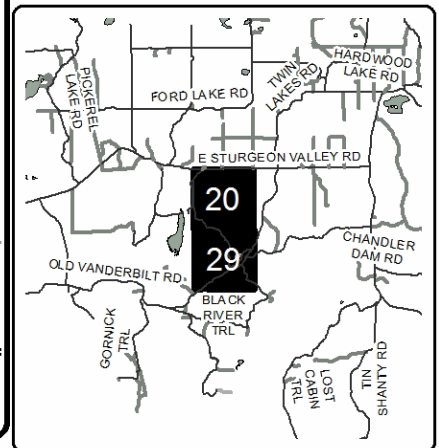 HARDWOOD
LAKE RD
TWIN
LAKES RD
PICKEREL
LAKE RD
FORD LAKE RD
E STURGEON VALLEY RD
20
29
CHANDLER
DAM RD
OLD VANDERBILT RD
BLACK
RIVER
TRL
GORNICK
TRL
LOST
CABIN
TRL
TIN
SHANTY RD